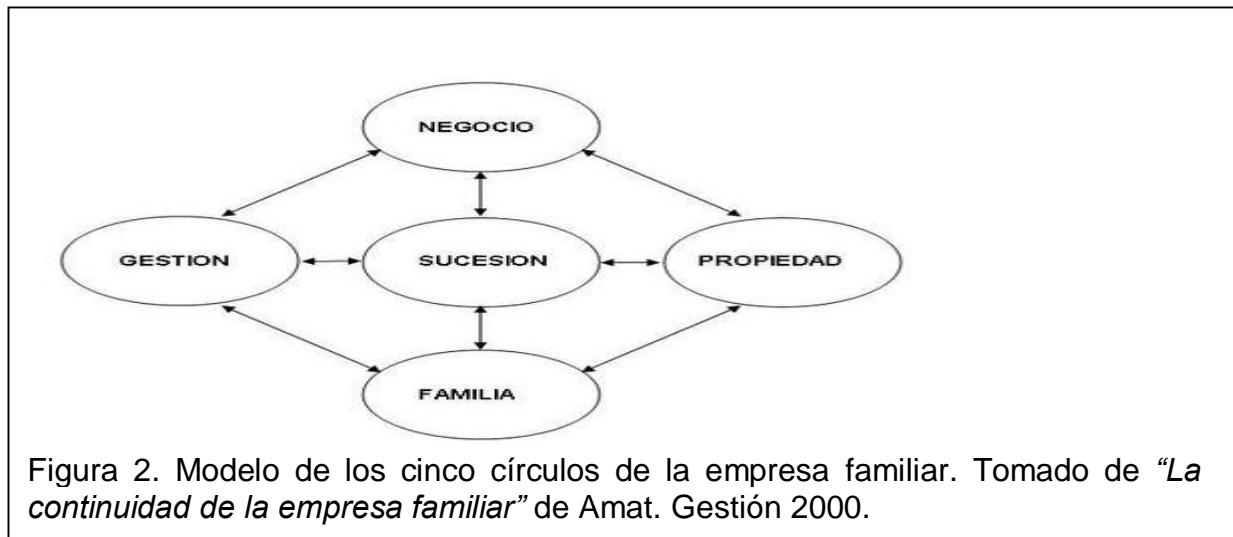 NEGOCIO
GESTION
SUCESION
PROPIEDAD
FAMILIA
Figura 2. Modelo de los cinco círculos de la empresa familiar. Tomado de “La
continuidad de la empresa familiar” de Amat. Gestión 2000.